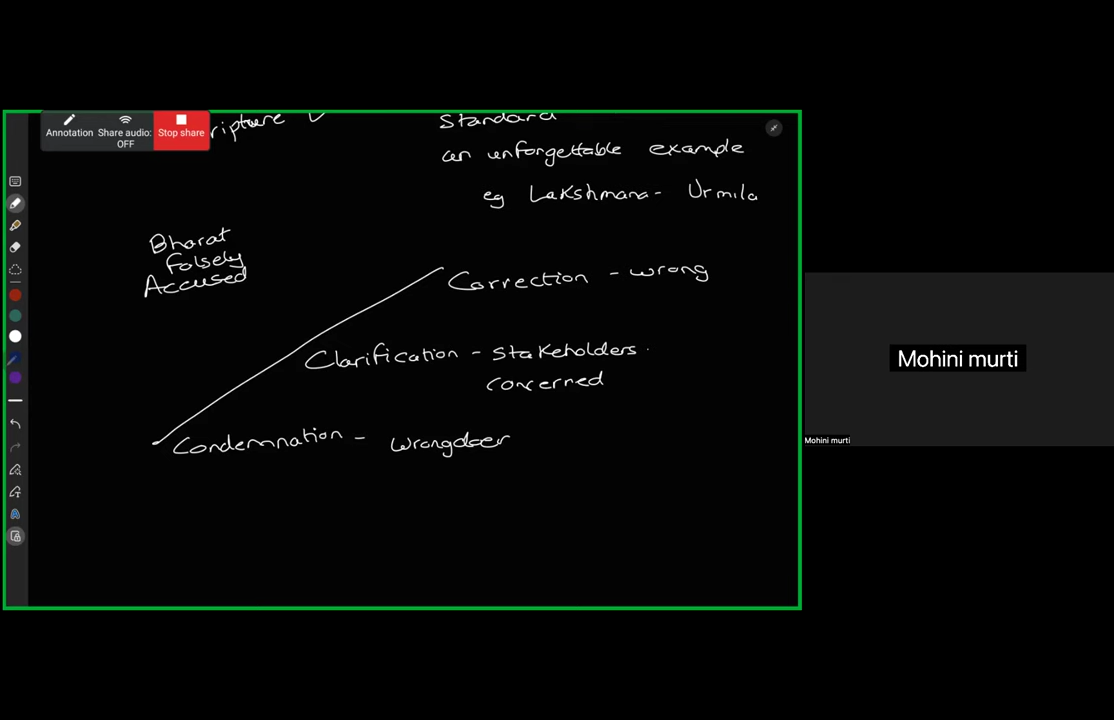 Annotation
Share audio: OFF
Stop share
ripture
Standard
an unforgettable example
eg Lakshmana- Urmila
Bharat
Falsely
Accused
Correction - wrong
Clarification - Stakeholders
concerned
Condemnation - wrongdoer
Mohini murti
Mohini murti